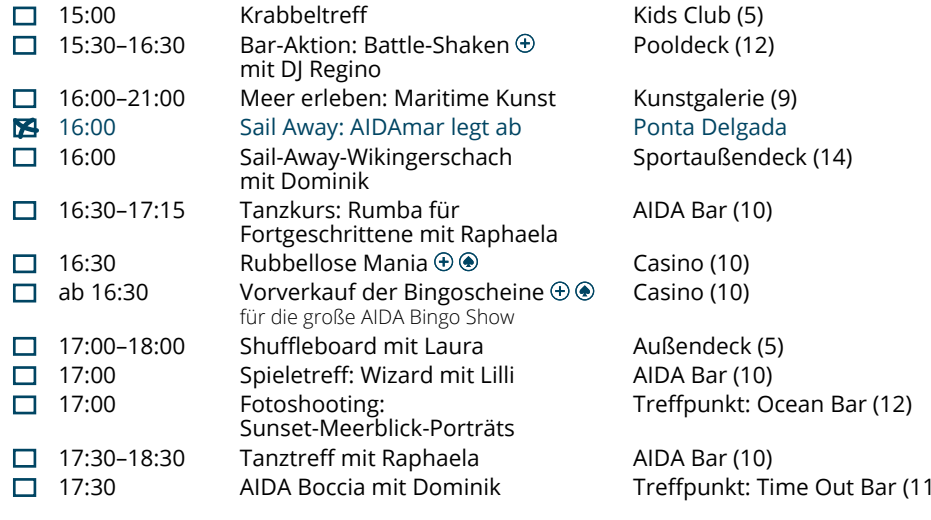 15:00 Krabbeltreff Kids Club (5)
15:30–16:30 Bar-Aktion: Battle-Shaken Pooldeck (12)
mit DJ Regino
16:00–21:00 Meer erleben: Maritime Kunst Kunstgalerie (9)
16:00 Sail Away: AIDAmar legt ab Ponta Delgada
16:00 Sail-Away-Wikingerschach Sportaußendeck (14)
mit Dominik
16:30–17:15 Tanzkurs: Rumba für AIDA Bar (10)
Fortgeschrittene mit Raphaela
16:30 Rubbellose Mania Casino (10)
ab 16:30 Vorverkauf der Bingoscheine Casino (10)
für die große AIDA Bingo Show
17:00–18:00 Shuffleboard mit Laura Außendeck (5)
17:00 Spieletreff: Wizard mit Lilli AIDA Bar (10)
17:00 Fotoshooting: Treffpunkt: Ocean Bar (12)
Sunset-Meerblick-Porträts
17:30–18:30 Tanztreff mit Raphaela AIDA Bar (10)
17:30 AIDA Boccia mit Dominik Treffpunkt: Time Out Bar (11